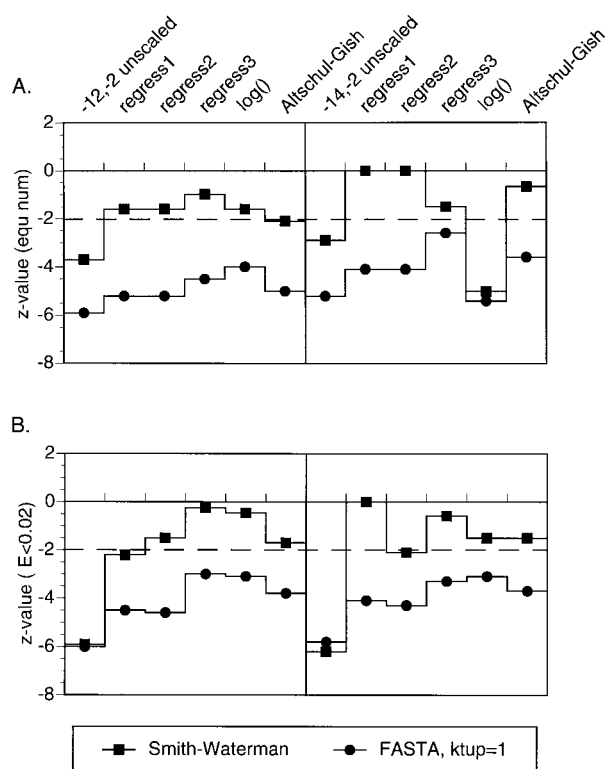 A.
-12,-2 unscaled
regress1
regress2
regress3
log()
Altschul-Gish
-14,-2 unscaled
regress1
regress2
regress3
log()
Altschul-Gish
z-value (equ num)
2
0
-2
-4
-6
-8
B.
z-value ( E<0.02)
2
0
-2
-4
-6
-8
Smith-Waterman
FASTA, ktup=1